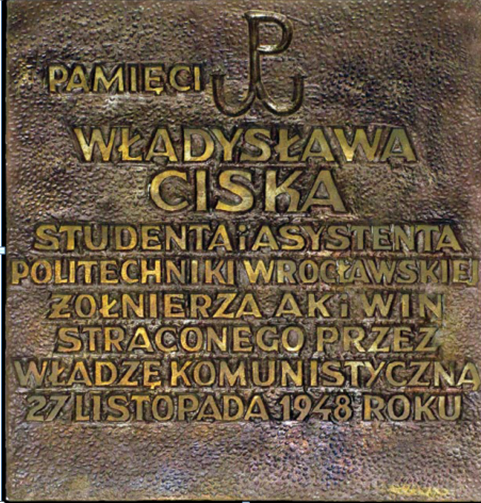 PAMIĘCI
WŁADYSŁAWA
CISKA
STUDENTA i ASYSTENTA
POLITECHNIKI WROCŁAWSKIEJ
ŻOŁNIERZA AK i WIN
STRACONEGO PRZEZ
WŁADZĘ KOMUNISTYCZNĄ
27 LISTOPADA 1948 ROKU